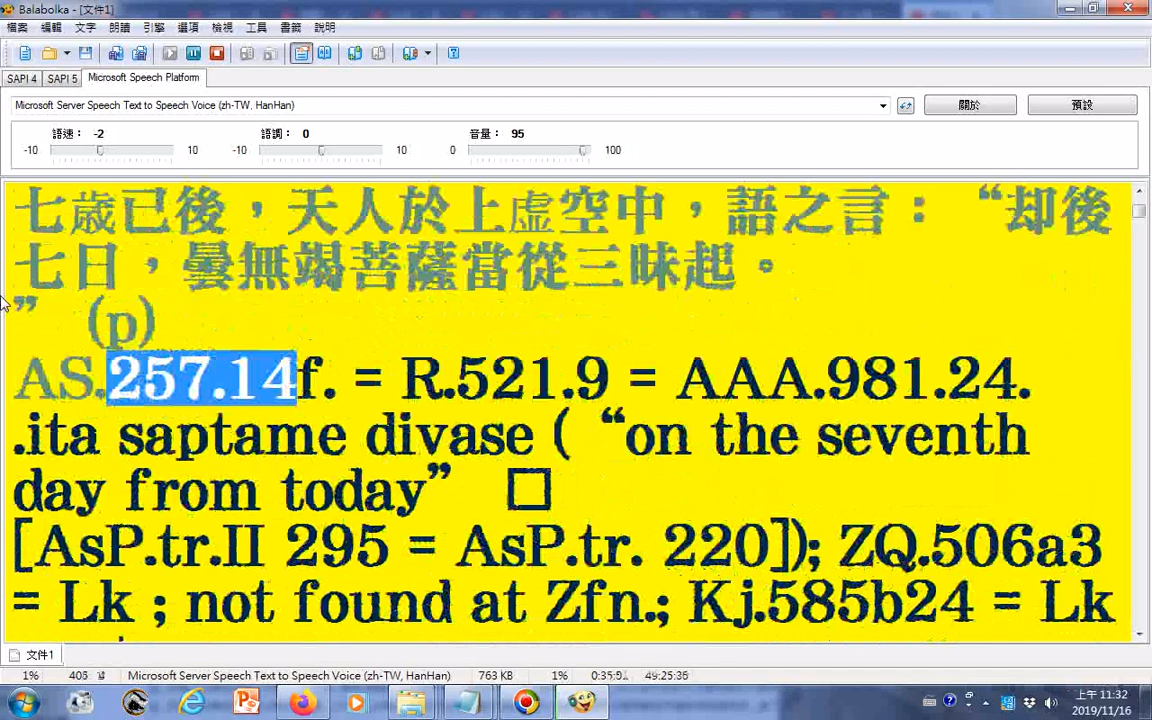 Balabolka - [文件1]
檔案 編輯 文字 朗讀 引擎 選項 檢視 工具 書籤 說明
SAPI 4 SAPI 5 Microsoft Speech Platform
Microsoft Server Speech Text to Speech Voice (zh-TW, HanHan) 關於 預設
語速： -2 語調： 0 音量： 95
-10 10 -10 10 0 100
七歳已後，天人於上虛空中，語之言：“却後
七日，曇無竭菩薩當從三昧起。
” (p)
AS.257.14f. = R.521.9 = AAA.981.24.
.ita saptame divase (“on the seventh
day from today” □
[AsP.tr.II 295 = AsP.tr. 220]); ZQ.506a3
= Lk ; not found at Zfn.; Kj.585b24 = Lk
文件1
1% Microsoft Server Speech Text to Speech Voice (zh-TW, HanHan) 763 KB 1% 49:25:36
上午 11:32
2019/11/16